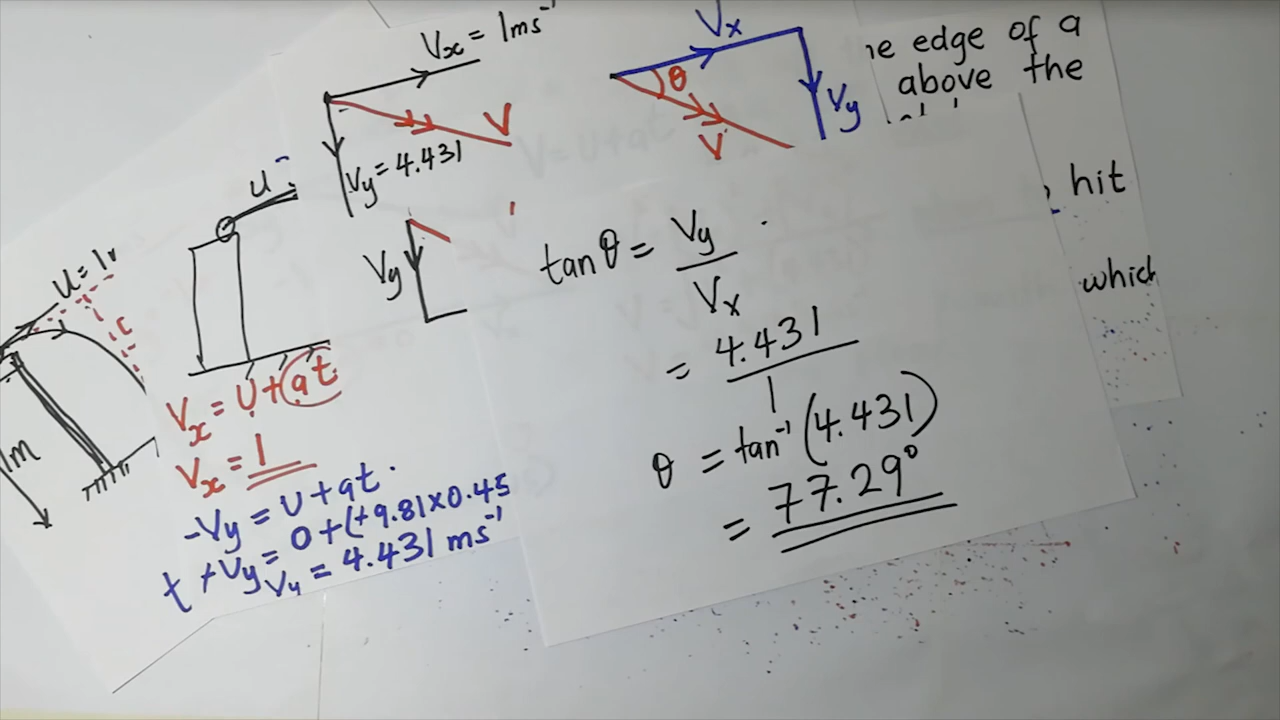 Vx = 1ms⁻
V
Vy = 4.431
Vx
θ
V
Vy
edge of a
above the
hit
which
U
U = 1
1m
Vy
Vx = U + at
Vx = 1
-Vy = U + at
t + Vy = 0 + (+9.81×0.45
Vy = 4.431 ms⁻¹
tanθ = Vy / Vx
= 4.431 / 1
θ = tan⁻¹(4.431)
= 77.29°